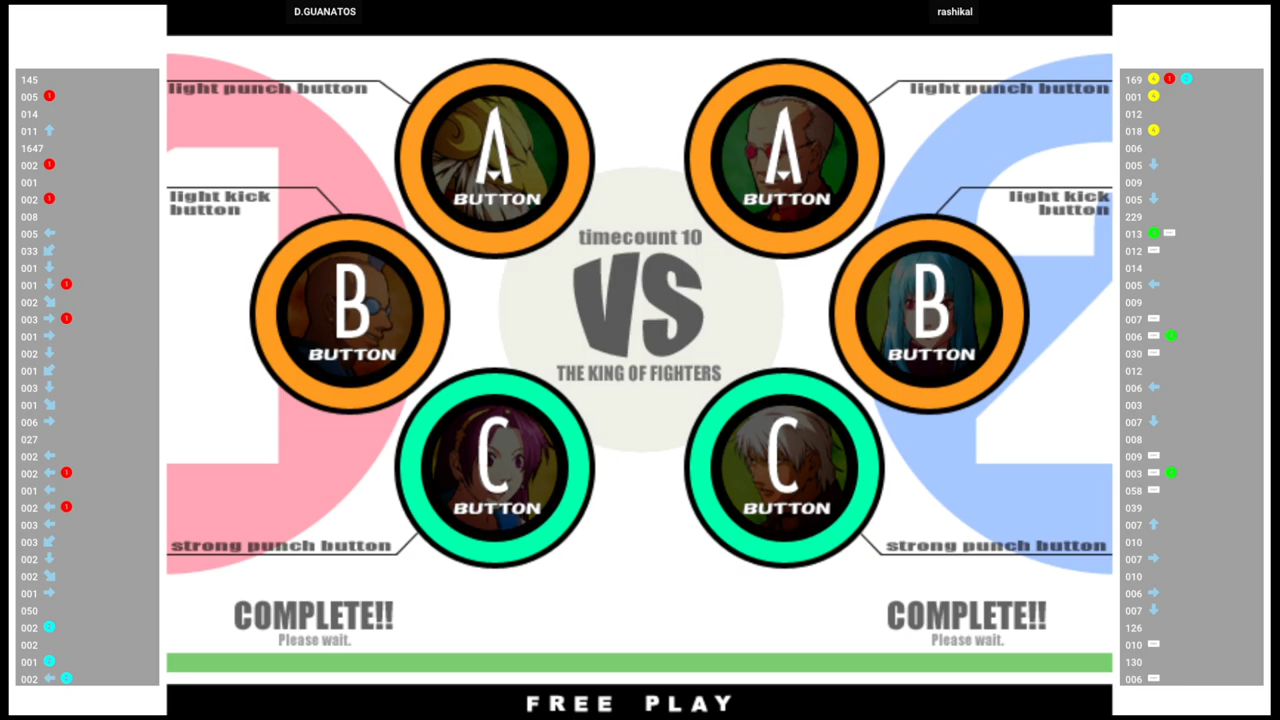 D.GUANATOS
rashikal
light punch button
light punch button
A
BUTTON
A
BUTTON
light kick
button
light kick
button
timecount 10
VS
THE KING OF FIGHTERS
B
BUTTON
B
BUTTON
C
BUTTON
C
BUTTON
strong punch button
strong punch button
COMPLETE!!
Please wait.
COMPLETE!!
Please wait.
FREE PLAY
1
2
145
005
014
011
1647
002
001
002
008
005
033
001
001
002
003
001
002
001
003
001
006
027
002
002
001
002
003
003
002
002
001
050
002
002
001
002
169
001
012
018
006
005
009
005
229
013
012
014
005
009
007
006
030
012
006
003
007
008
009
003
058
039
007
010
007
010
006
007
126
010
130
006